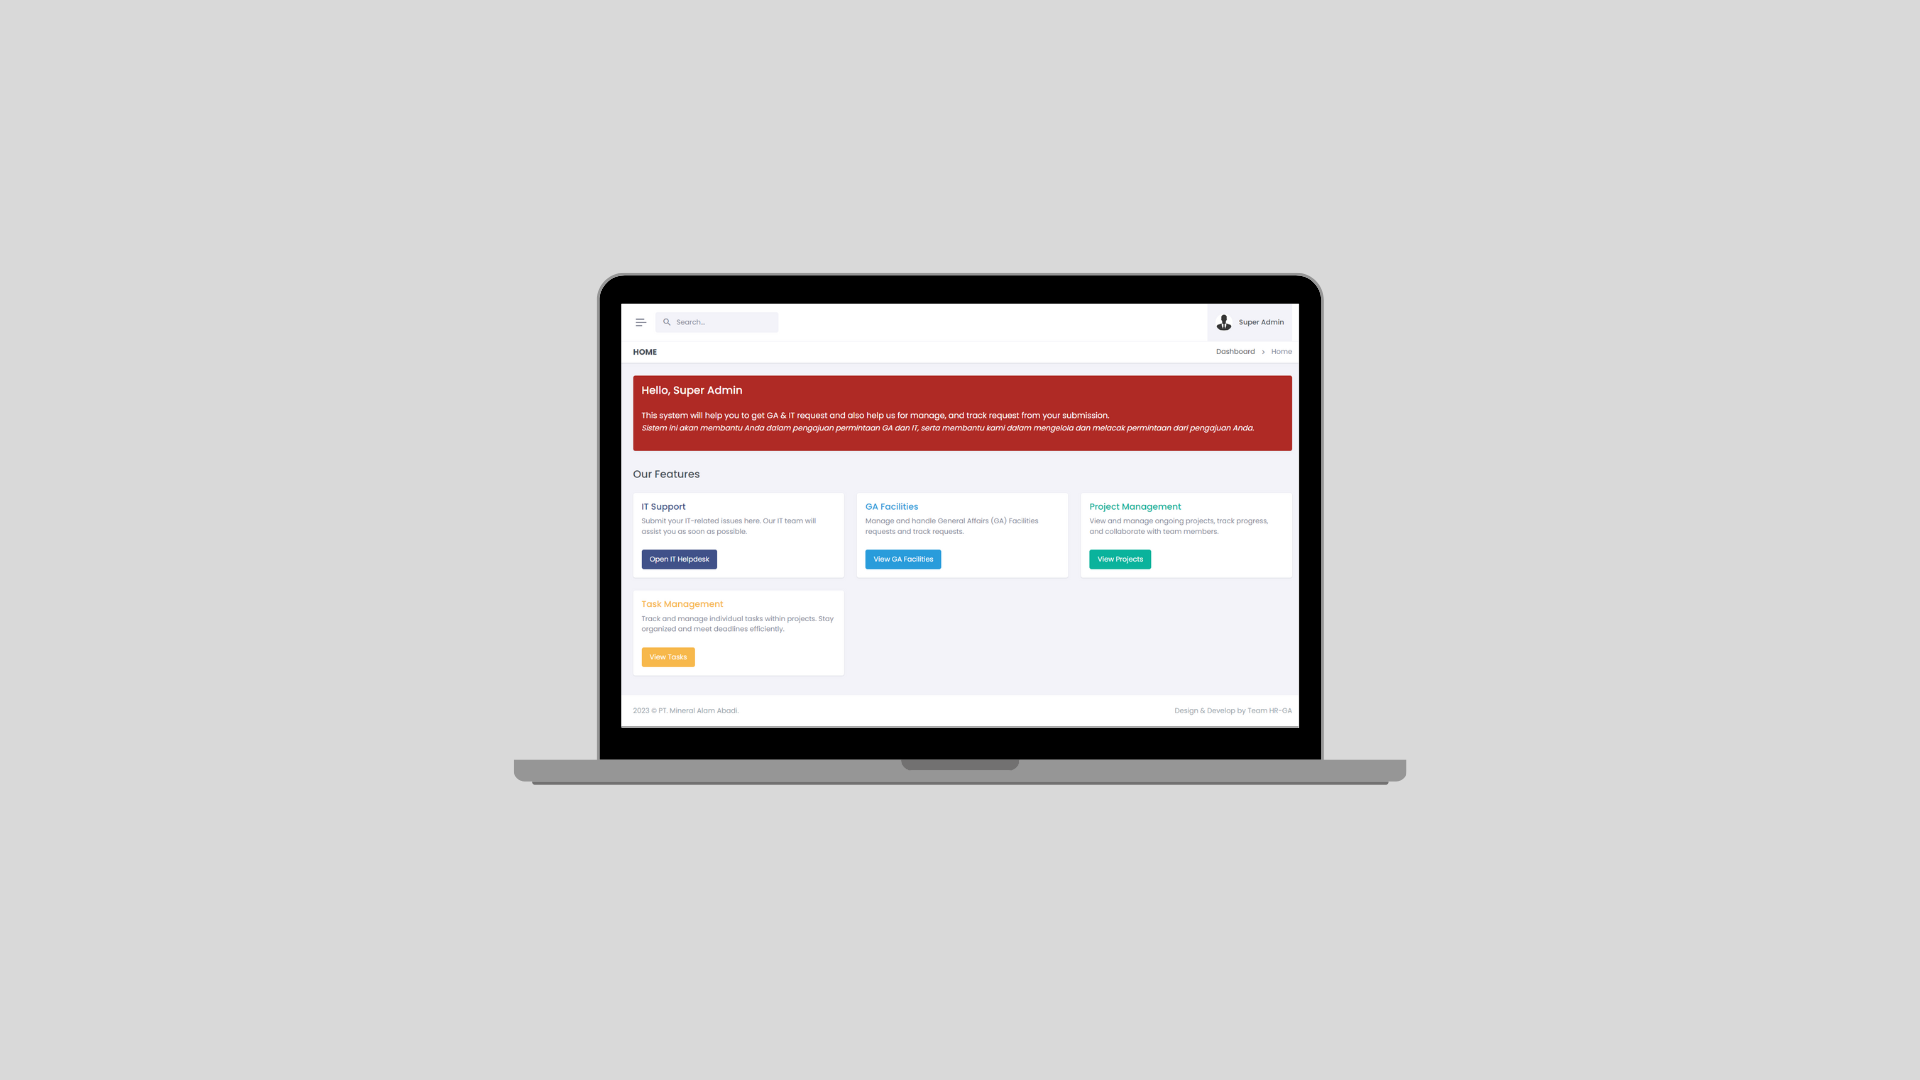 Search...
Super Admin
HOME
Dashboard > Home
Hello, Super Admin
This system will help you to get GA & IT request and also help us for manage, and track request from your submission.
Sistem ini akan membantu Anda dalam pengajuan permintaan GA dan IT, serta membantu kami dalam mengelola dan melacak permintaan dari pengajuan Anda.
Our Features
IT Support
Submit your IT-related issues here. Our IT team will
assist you as soon as possible.
Open IT Helpdesk
GA Facilities
Manage and handle General Affairs (GA) Facilities
requests and track requests.
View GA Facilities
Project Management
View and manage ongoing projects, track progress,
and collaborate with team members.
View Projects
Task Management
Track and manage individual tasks within projects. Stay
organized and meet deadlines efficiently.
View Tasks
2023 © PT. Mineral Alam Abadi.
Design & Develop by Team HR-GA